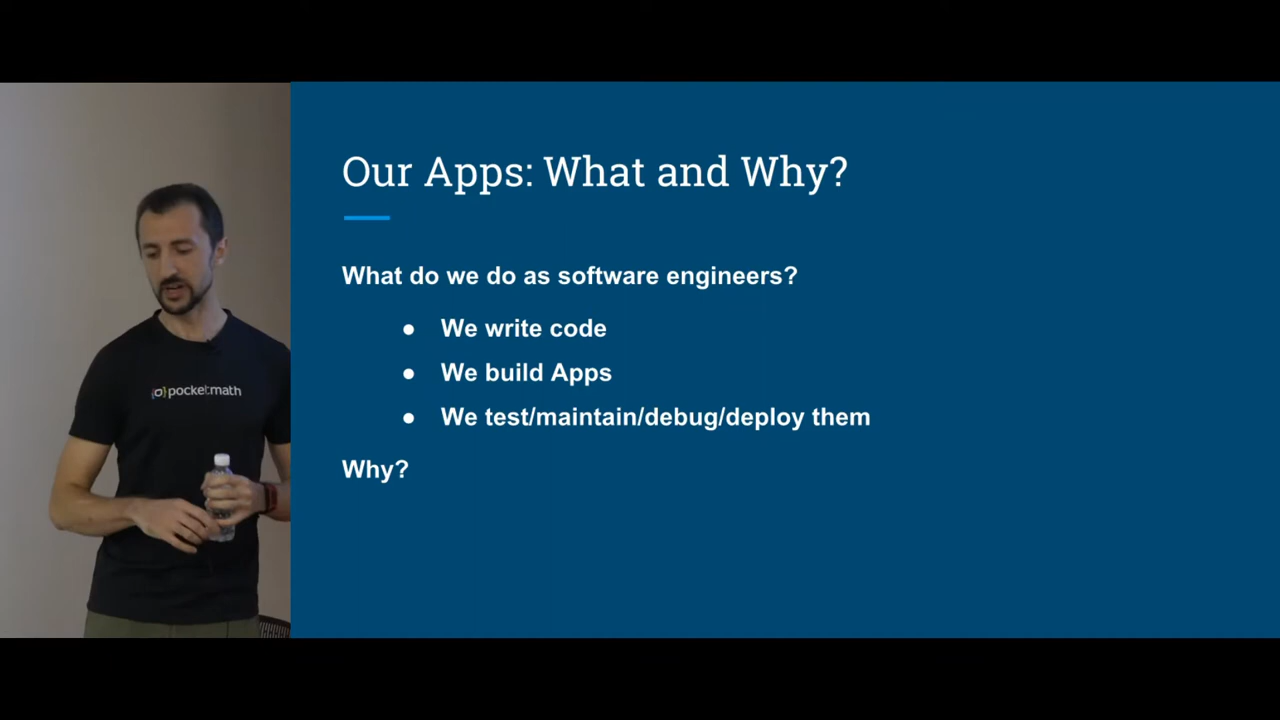 Our Apps: What and Why?
What do we do as software engineers?
● We write code
● We build Apps
● We test/maintain/debug/deploy them
Why?
{o}pocketmath